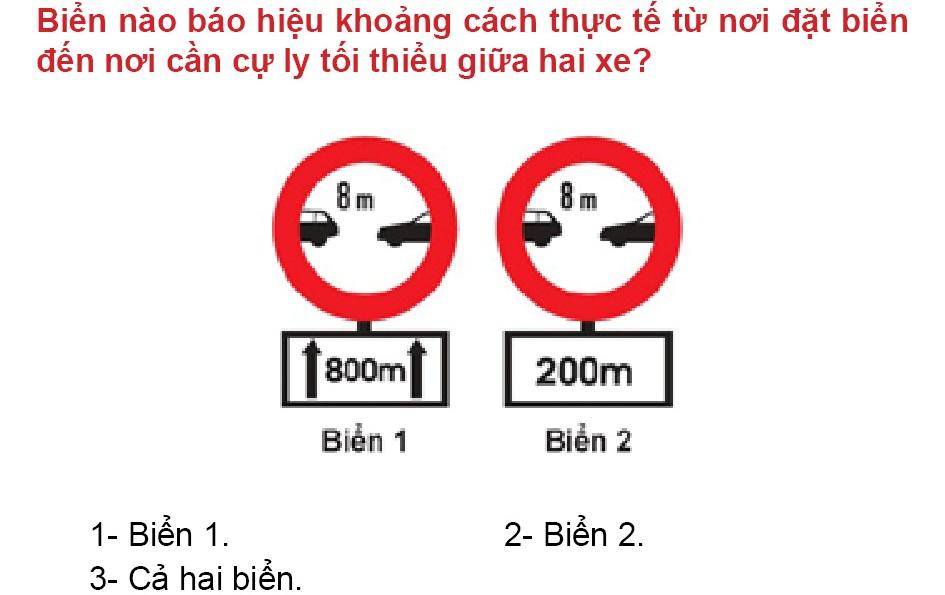 Biển nào báo hiệu khoảng cách thực tế từ nơi đặt biển
đến nơi cần cự ly tối thiểu giữa hai xe?
8 m
8 m
800m
200m
Biển 1
Biển 2
1- Biển 1.
2- Biển 2.
3- Cả hai biển.